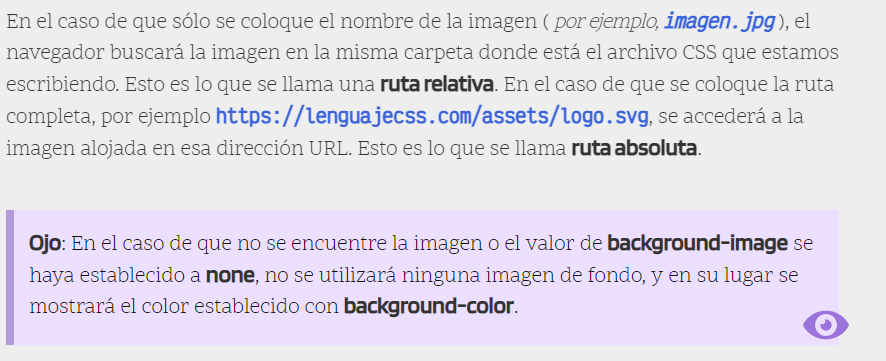 En el caso de que sólo se coloque el nombre de la imagen ( por ejemplo, imagen.jpg ), el
navegador buscará la imagen en la misma carpeta donde está el archivo CSS que estamos
escribiendo. Esto es lo que se llama una ruta relativa. En el caso de que se coloque la ruta
completa, por ejemplo https://lenguajecss.com/assets/logo.svg, se accederá a la
imagen alojada en esa dirección URL. Esto es lo que se llama ruta absoluta.
Ojo: En el caso de que no se encuentre la imagen o el valor de background-image se
haya establecido a none, no se utilizará ninguna imagen de fondo, y en su lugar se
mostrará el color establecido con background-color.